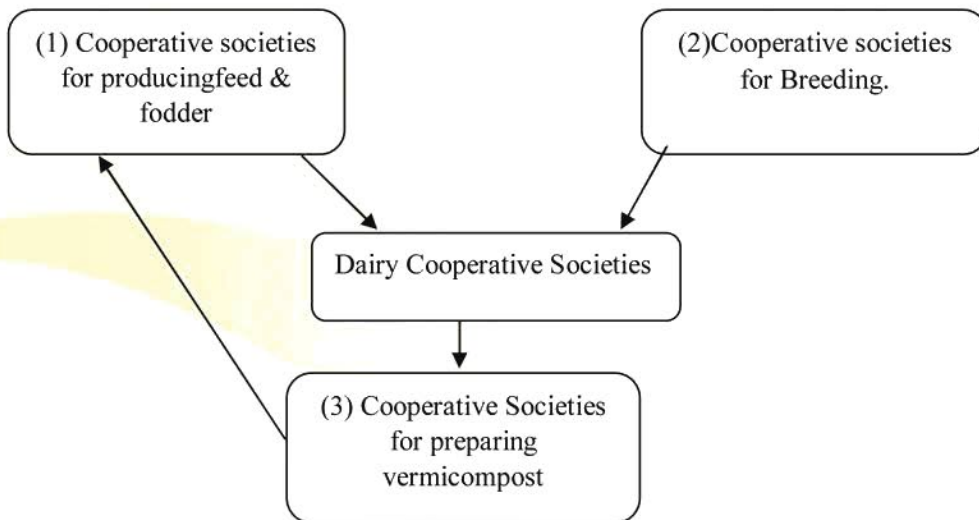 (1) Cooperative societies
for producingfeed &
fodder
(2)Cooperative societies
for Breeding.
Dairy Cooperative Societies
(3) Cooperative Societies
for preparing
vermicompost